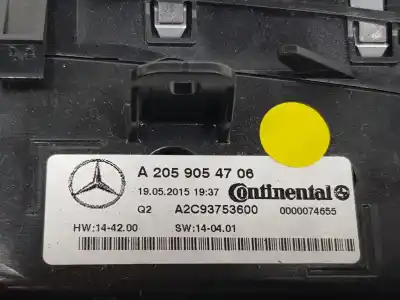 A 205 905 47 06
19.05.2015 19:37 Continental
Q2 A2C93753600 0000074655
HW:14-42.00 SW:14-04.01